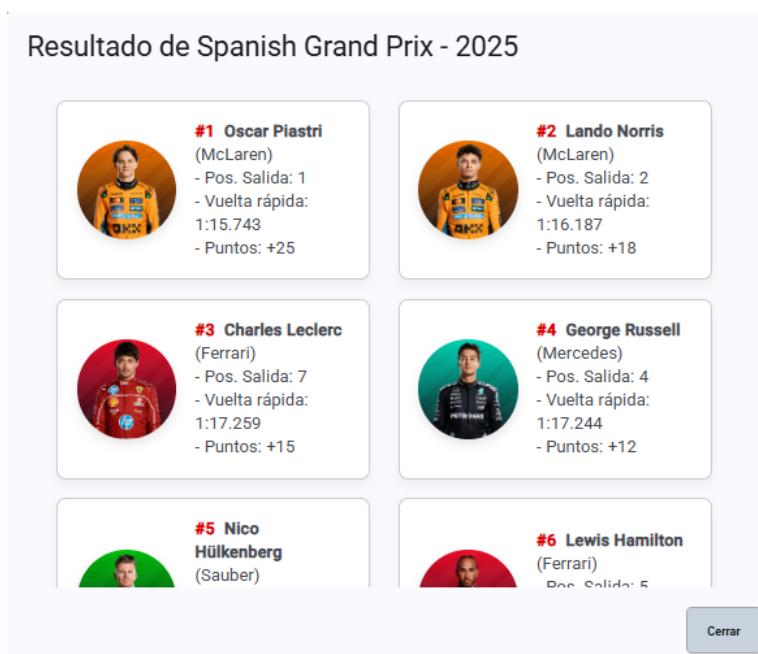 Resultado de Spanish Grand Prix - 2025
#1 Oscar Piastri
(McLaren)
- Pos. Salida: 1
- Vuelta rápida:
1:15.743
- Puntos: +25
#2 Lando Norris
(McLaren)
- Pos. Salida: 2
- Vuelta rápida:
1:16.187
- Puntos: +18
#3 Charles Leclerc
(Ferrari)
- Pos. Salida: 7
- Vuelta rápida:
1:17.259
- Puntos: +15
#4 George Russell
(Mercedes)
- Pos. Salida: 4
- Vuelta rápida:
1:17.244
- Puntos: +12
#5 Nico
Hülkenberg
(Sauber)
#6 Lewis Hamilton
(Ferrari)
- Pos. Salida: 5
Cerrar